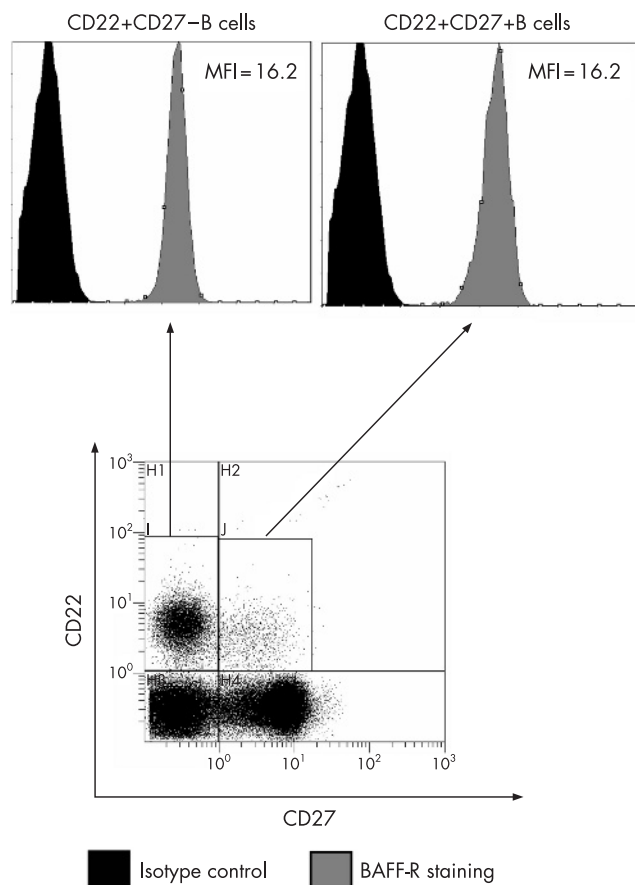 CD22+CD27−B cells
MFI = 16.2
CD22+CD27+B cells
MFI = 16.2
10³
H1
H2
10²
I
J
10¹
10⁰
H3
H4
CD22
10⁰
10¹
10²
10³
CD27
Isotype control
BAFF-R staining